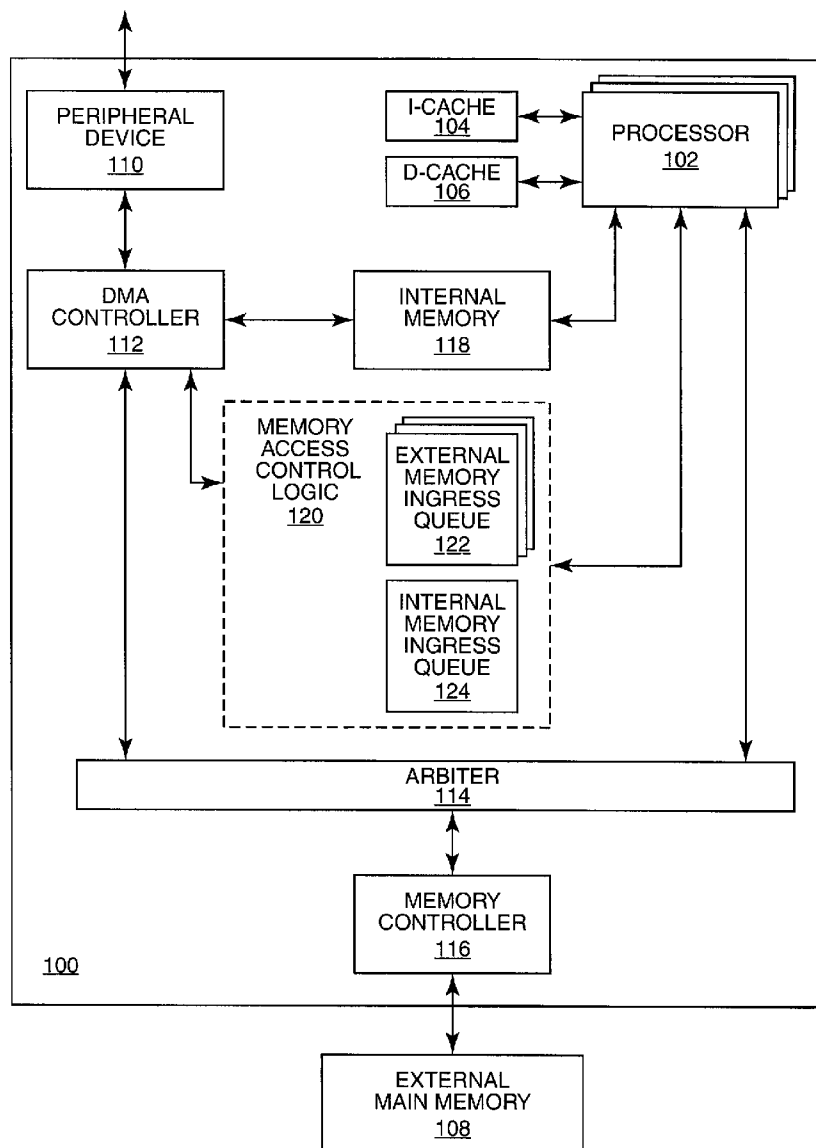 PERIPHERAL
DEVICE
110
I-CACHE
104
D-CACHE
106
PROCESSOR
102
DMA
CONTROLLER
112
INTERNAL
MEMORY
118
MEMORY
ACCESS
CONTROL
LOGIC
120
EXTERNAL
MEMORY
INGRESS
QUEUE
122
INTERNAL
MEMORY
INGRESS
QUEUE
124
ARBITER
114
MEMORY
CONTROLLER
116
100
EXTERNAL
MAIN MEMORY
108